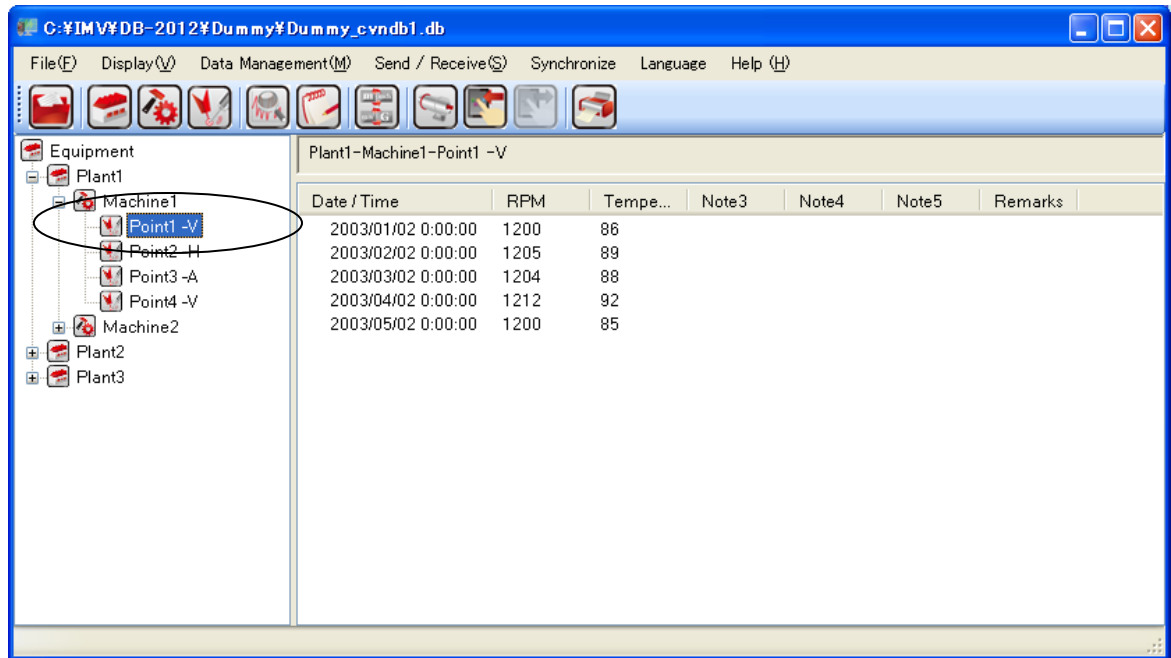 C:¥IMV¥DB-2012¥Dummy¥Dummy_cvndb1.db
File(F) Display(V) Data Management(M) Send / Receive(S) Synchronize Language Help (H)
Equipment
Plant1
Machine1
Point1 -V
Point2 -H
Point3 -A
Point4 -V
Machine2
Plant2
Plant3
Plant1-Machine1-Point1 -V
Date / Time RPM Tempe... Note3 Note4 Note5 Remarks
2003/01/02 0:00:00 1200 86
2003/02/02 0:00:00 1205 89
2003/03/02 0:00:00 1204 88
2003/04/02 0:00:00 1212 92
2003/05/02 0:00:00 1200 85